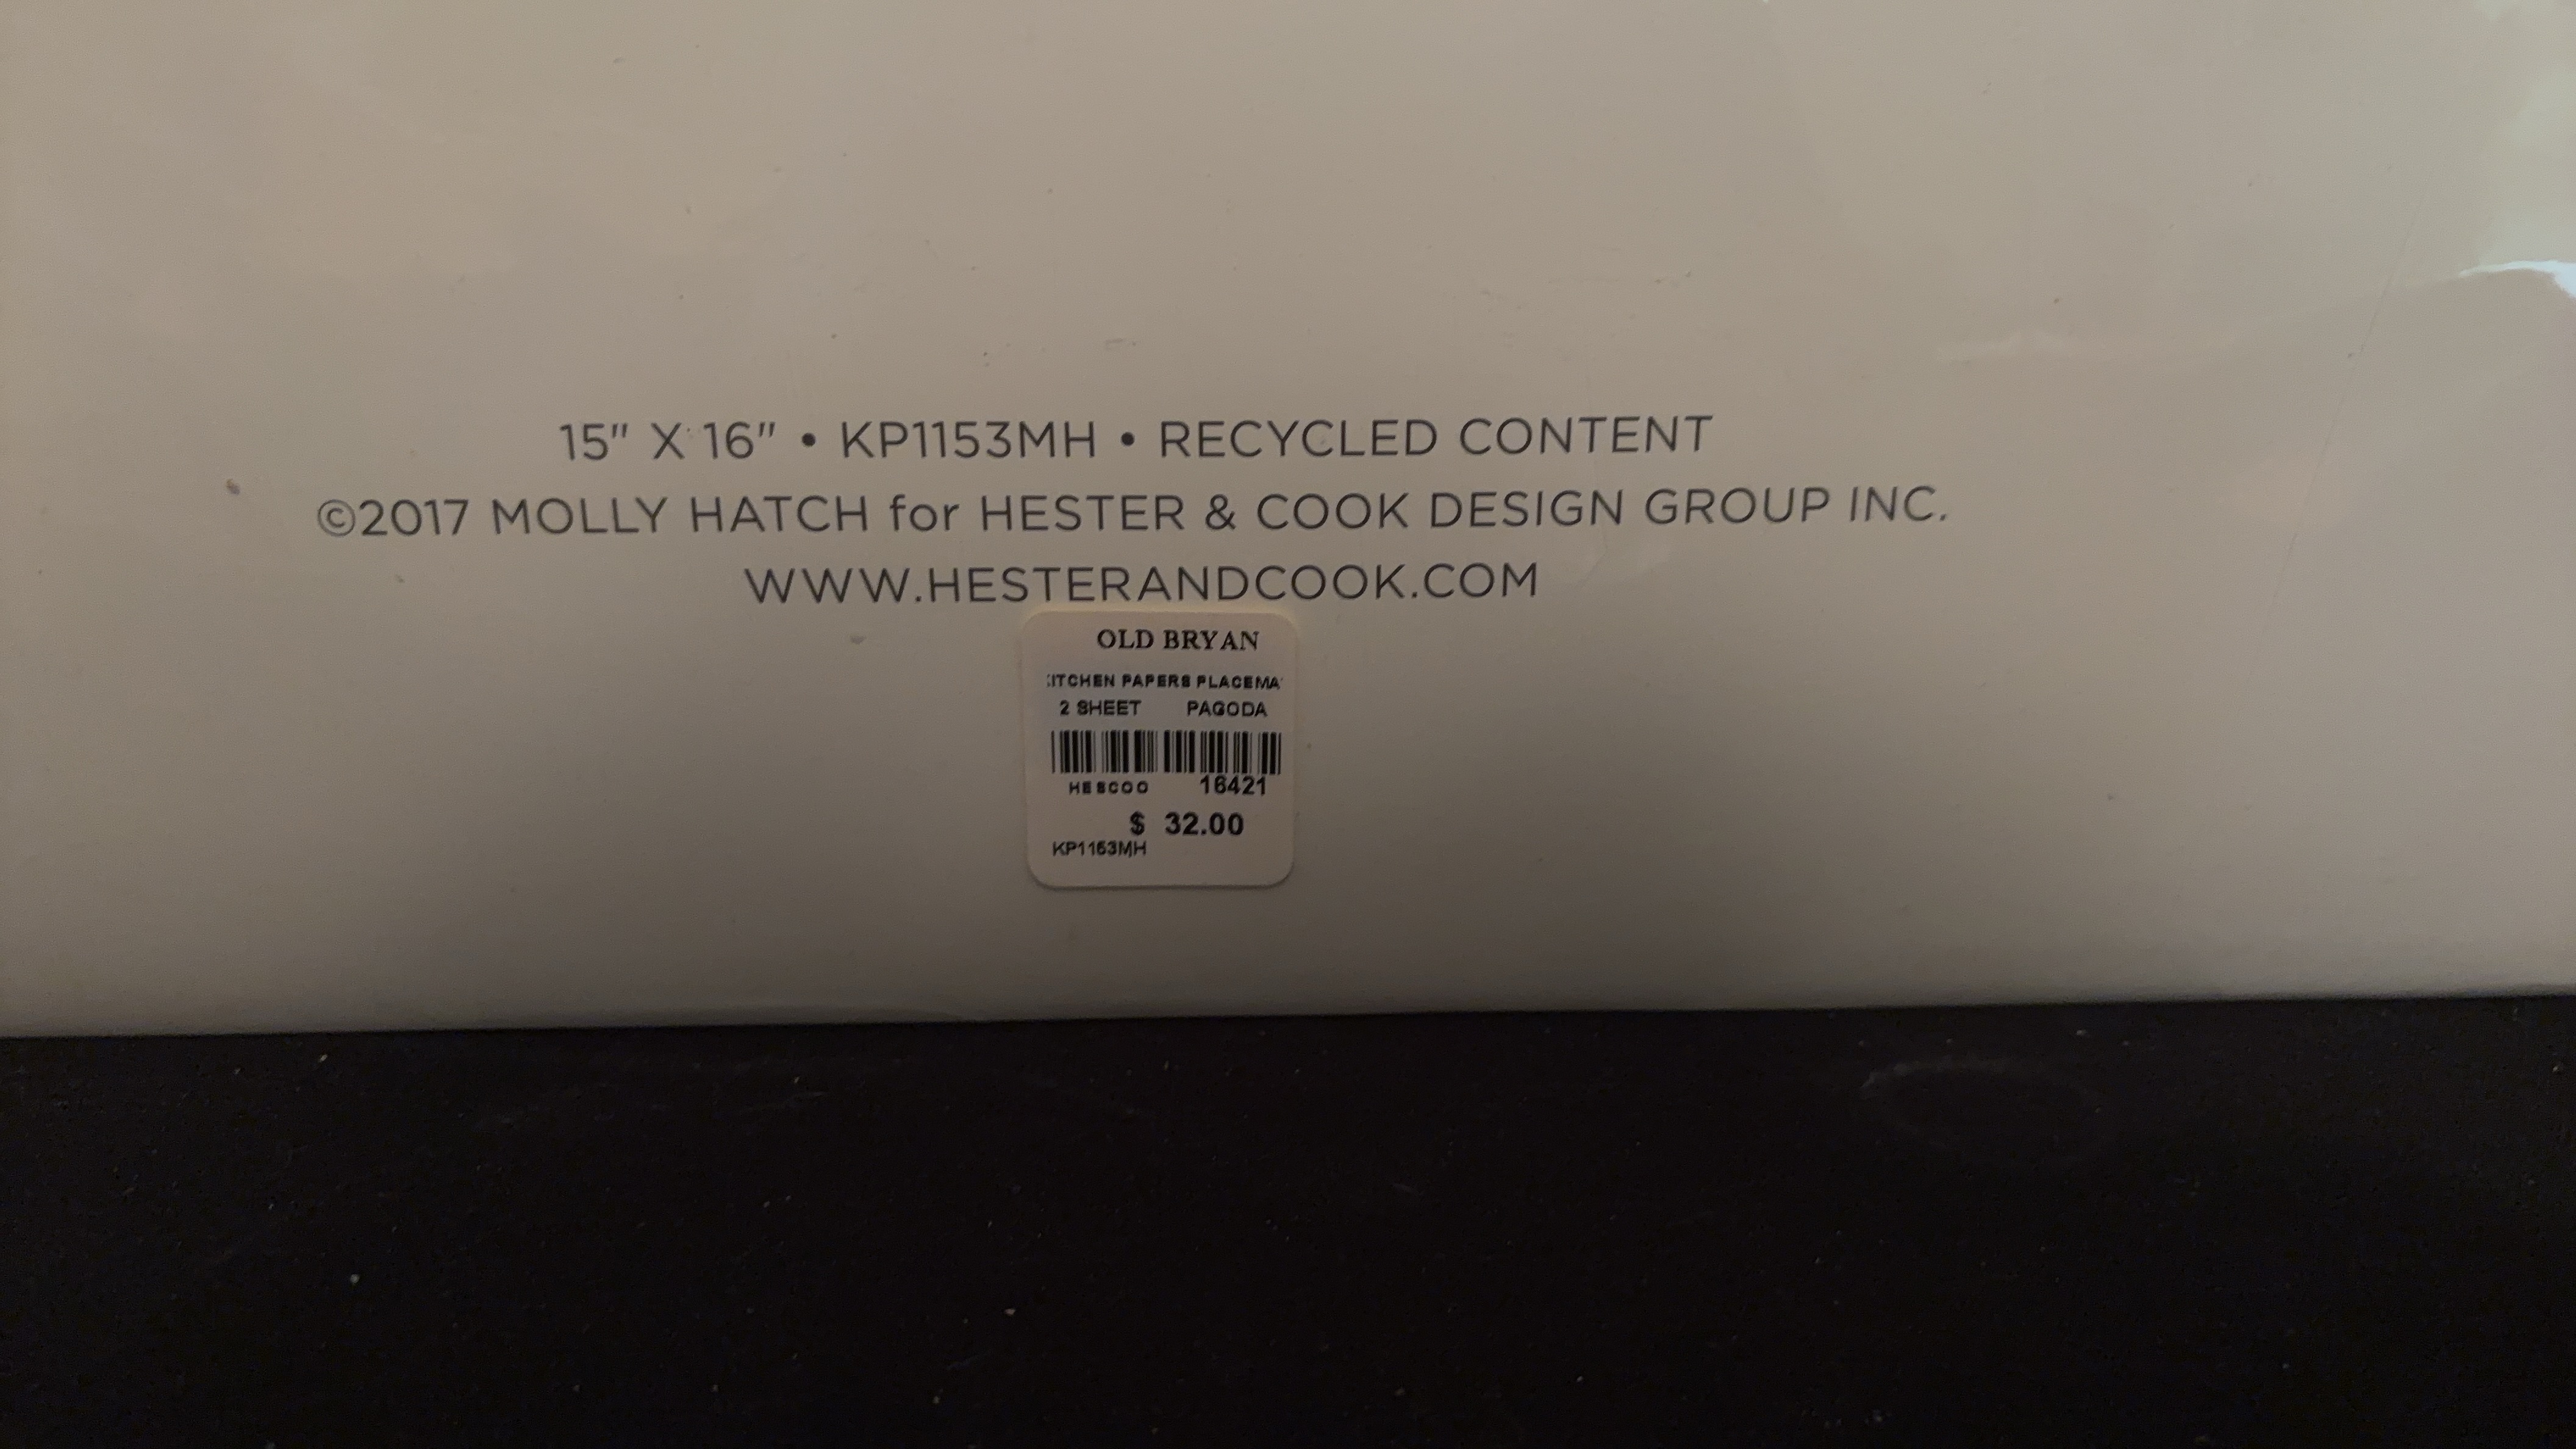 15" X 16" • KP1153MH • RECYCLED CONTENT
©2017 MOLLY HATCH for HESTER & COOK DESIGN GROUP INC.
WWW.HESTERANDCOOK.COM
OLD BRYAN
ITCHEN PAPERS PLACEMA
2 SHEET PAGODA
HESCOO 16421
$ 32.00
KP1153MH